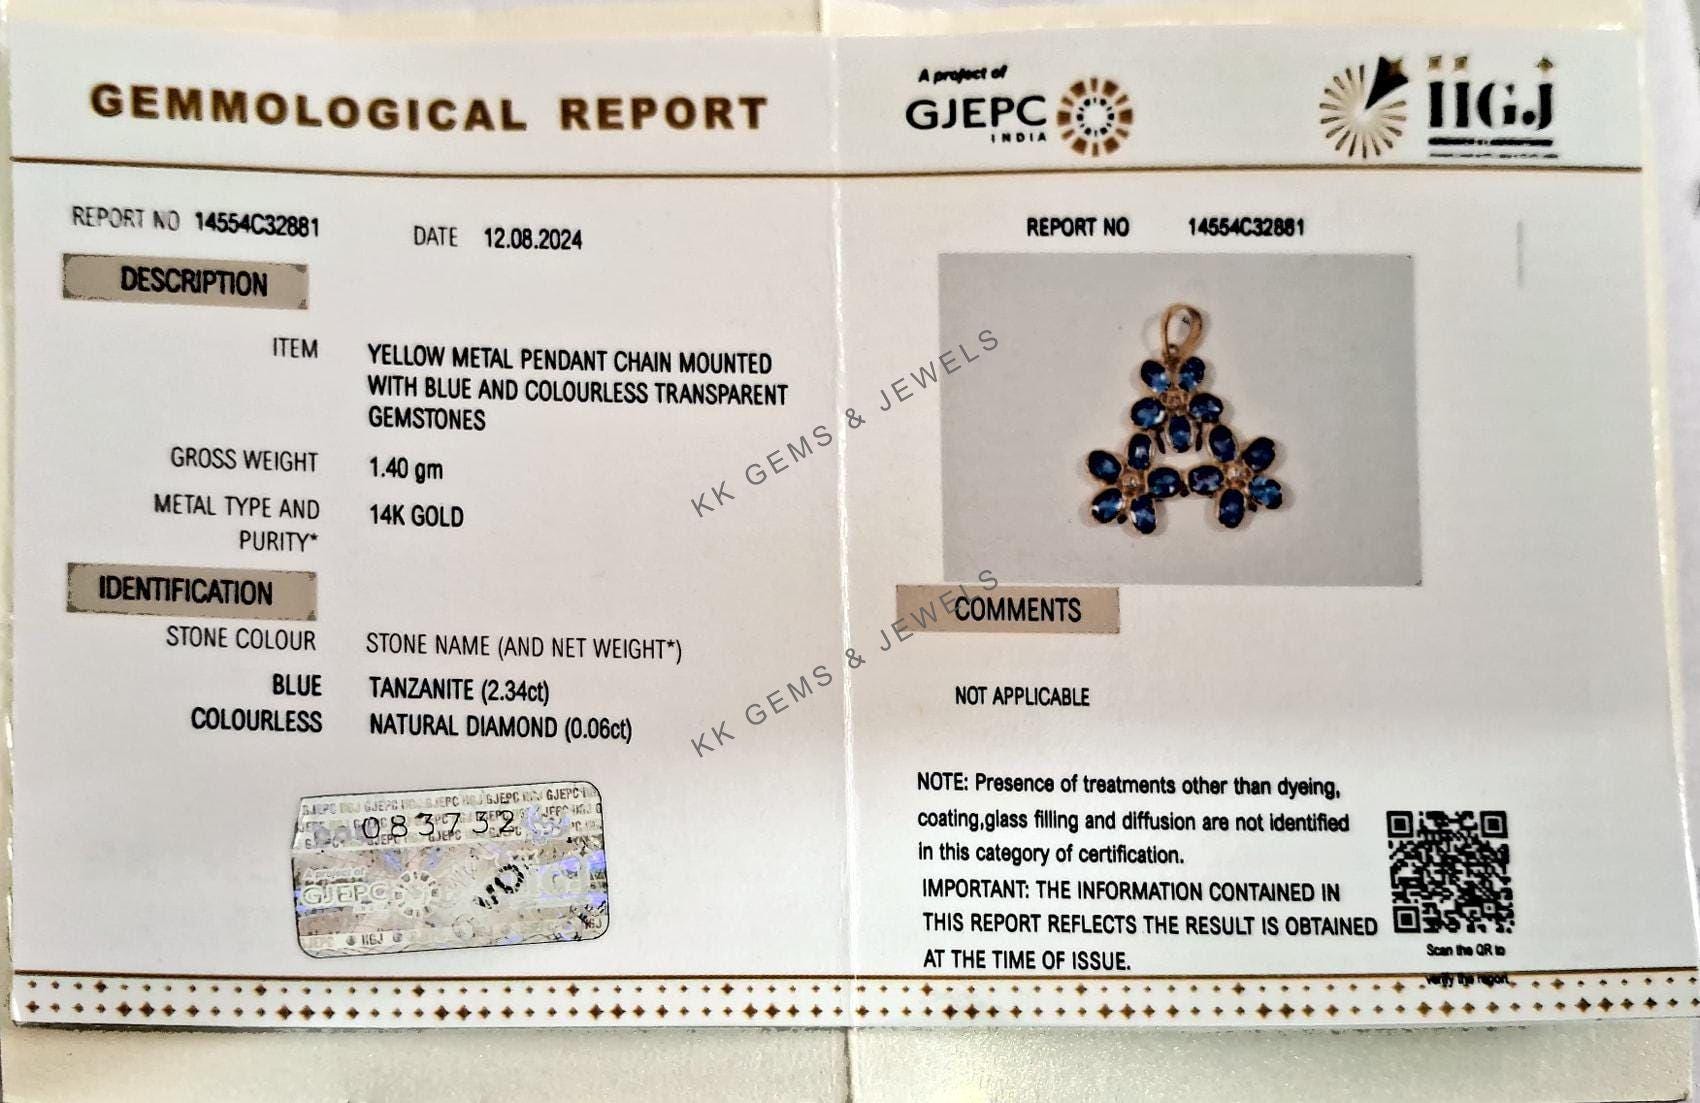 GEMMOLOGICAL REPORT
A project of
GJEPC
INDIA
IIGJ
REPORT NO 14554C32881
DATE 12.08.2024
DESCRIPTION
ITEM YELLOW METAL PENDANT CHAIN MOUNTED
WITH BLUE AND COLOURLESS TRANSPARENT
GEMSTONES
GROSS WEIGHT 1.40 gm
METAL TYPE AND 14K GOLD
PURITY*
IDENTIFICATION
STONE COLOUR STONE NAME (AND NET WEIGHT*)
BLUE TANZANITE (2.34ct)
COLOURLESS NATURAL DIAMOND (0.06ct)
083732
A project of
GJEPC
REPORT NO 14554C32881
COMMENTS
NOT APPLICABLE
NOTE: Presence of treatments other than dyeing,
coating,glass filling and diffusion are not identified
in this category of certification.
IMPORTANT: THE INFORMATION CONTAINED IN
THIS REPORT REFLECTS THE RESULT IS OBTAINED
AT THE TIME OF ISSUE.
Scan the QR to
verify the report
KK GEMS & JEWELS
KK GEMS & JEWELS